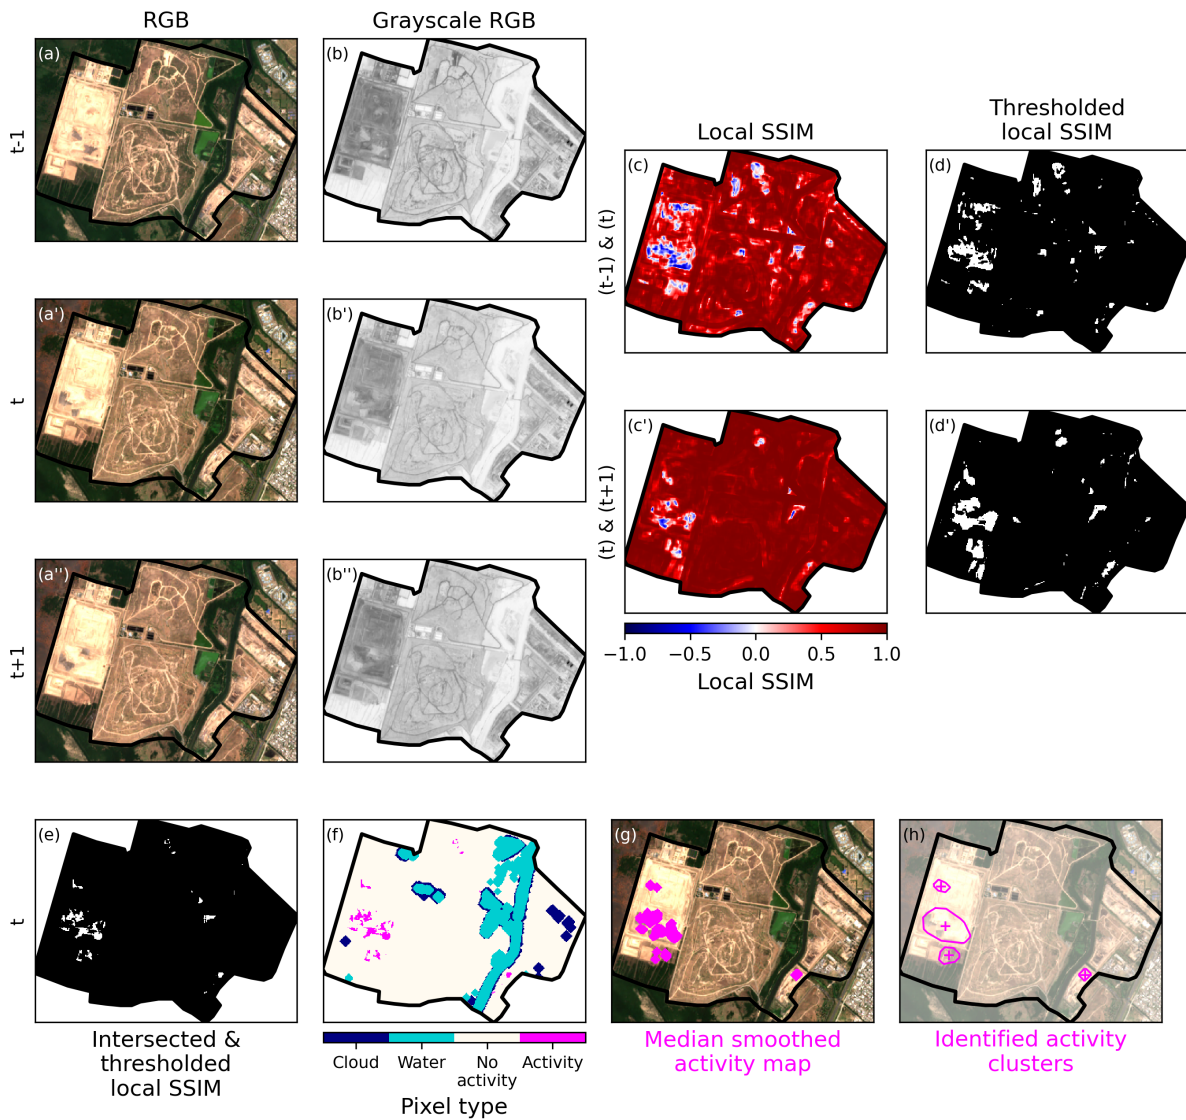 RGB
Grayscale RGB
t-1
(a)
(b)
Local SSIM
Thresholded
local SSIM
(t-1) & (t)
(c)
(d)
t
(a')
(b')
(t) & (t+1)
(c')
(d')
−1.0 −0.5 0.0 0.5 1.0
Local SSIM
t+1
(a'')
(b'')
t
(e)
(f)
(g)
(h)
Intersected &
thresholded
local SSIM
Cloud Water No
activity Activity
Pixel type
Median smoothed
activity map
Identified activity
clusters